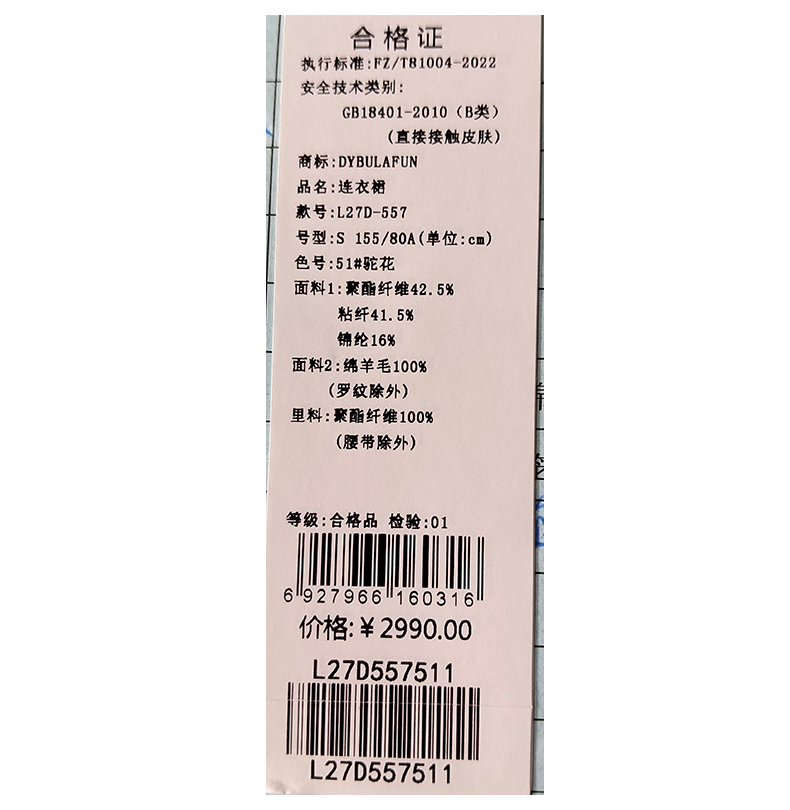 合格证
执行标准:FZ/T81004-2022
安全技术类别:
GB18401-2010（B类）
(直接接触皮肤)
商标:DYBULAFUN
品名:连衣裙
款号:L27D-557
号型:S 155/80A(单位:cm)
色号:51#驼花
面料1:聚酯纤维42.5%
粘纤41.5%
锦纶16%
面料2:绵羊毛100%
(罗纹除外)
里料:聚酯纤维100%
(腰带除外)
等级:合格品 检验:01
6 927966 160316
价格:￥2990.00
L27D557511
L27D557511